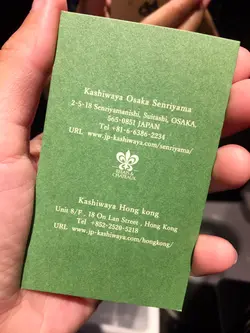 Kashiwaya Osaka Senriyama
2-5-18 Senriyamanishi, Suitashi, OSAKA,
565-0851 JAPAN
Tel +81-6-6386-2234
URL www.jp-kashiwaya.com/senriyama/
RELAIS &
CHATEAUX
Kashiwaya Hong kong
Unit 8/F., 18 On Lan Street, Hong Kong
Tel +852-2520-5218
URL www.jp-kashiwaya.com/hongkong/